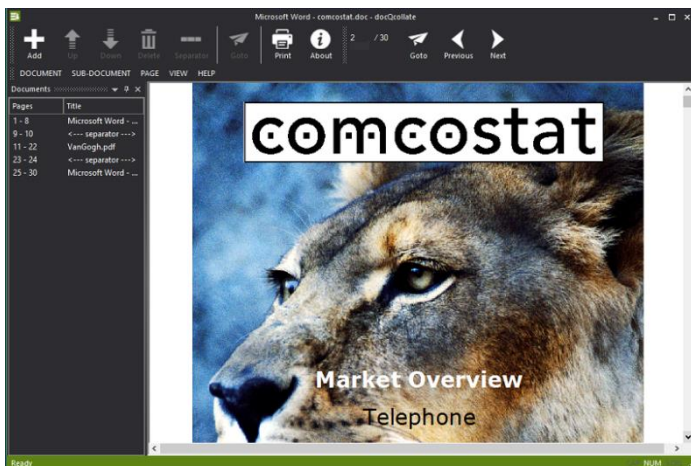 Microsoft Word - comcostat.doc - docQcollate
Add Up Down Delete Separator Goto Print About 2 / 30 Goto Previous Next
DOCUMENT SUB-DOCUMENT PAGE VIEW HELP
Documents
Pages Title
1 - 8 Microsoft Word - ...
9 - 10 <--- separator --->
11 - 22 VanGogh.pdf
23 - 24 <--- separator --->
25 - 30 Microsoft Word - ...
comcostat
Market Overview
Telephone
Ready NUM